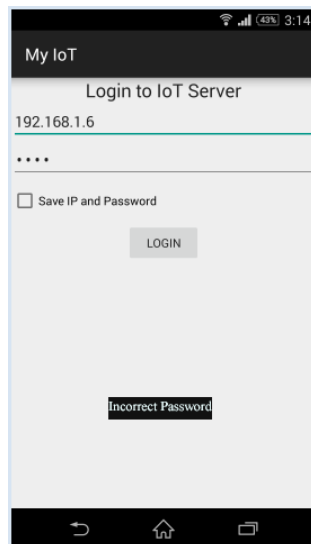 43% 3:14
My IoT
Login to IoT Server
192.168.1.6
••••
Save IP and Password
LOGIN
Incorrect Password